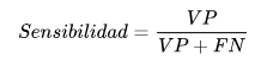 Sensibilidad = VP / (VP + FN)